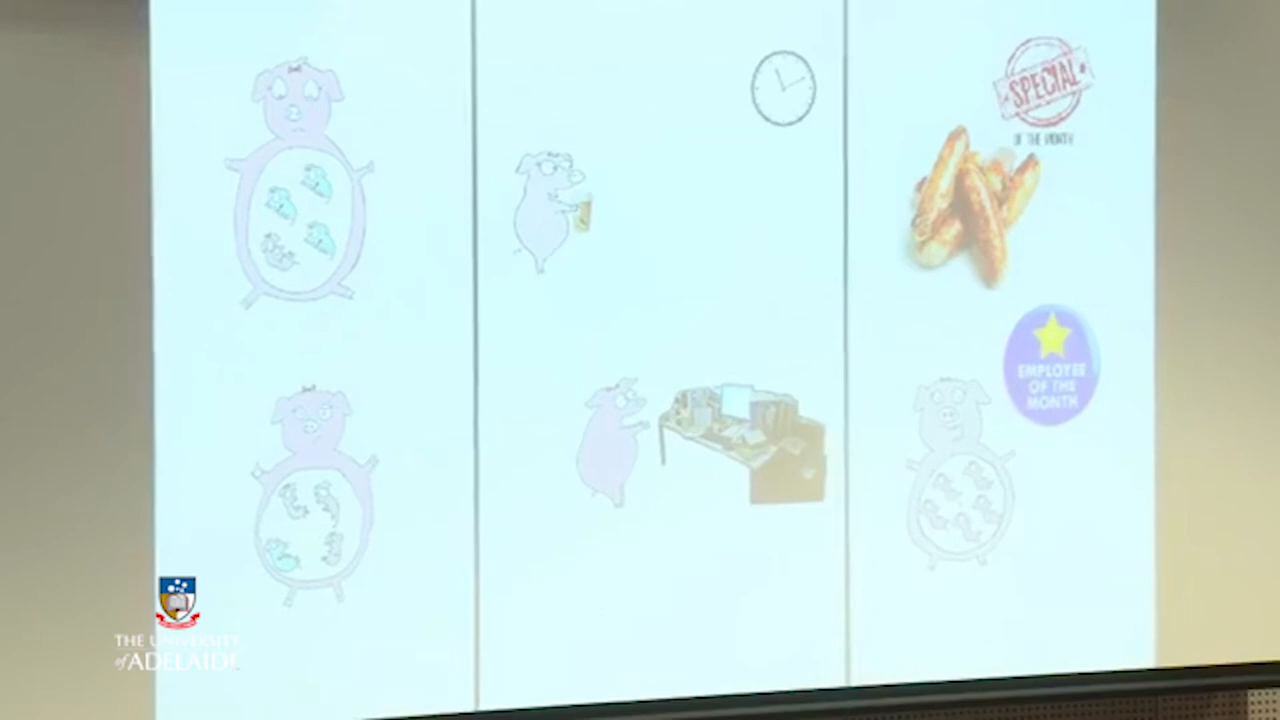 SPECIAL
OF THE MONTH
EMPLOYEE
OF THE
MONTH
THE UNIVERSITY
of ADELAIDE